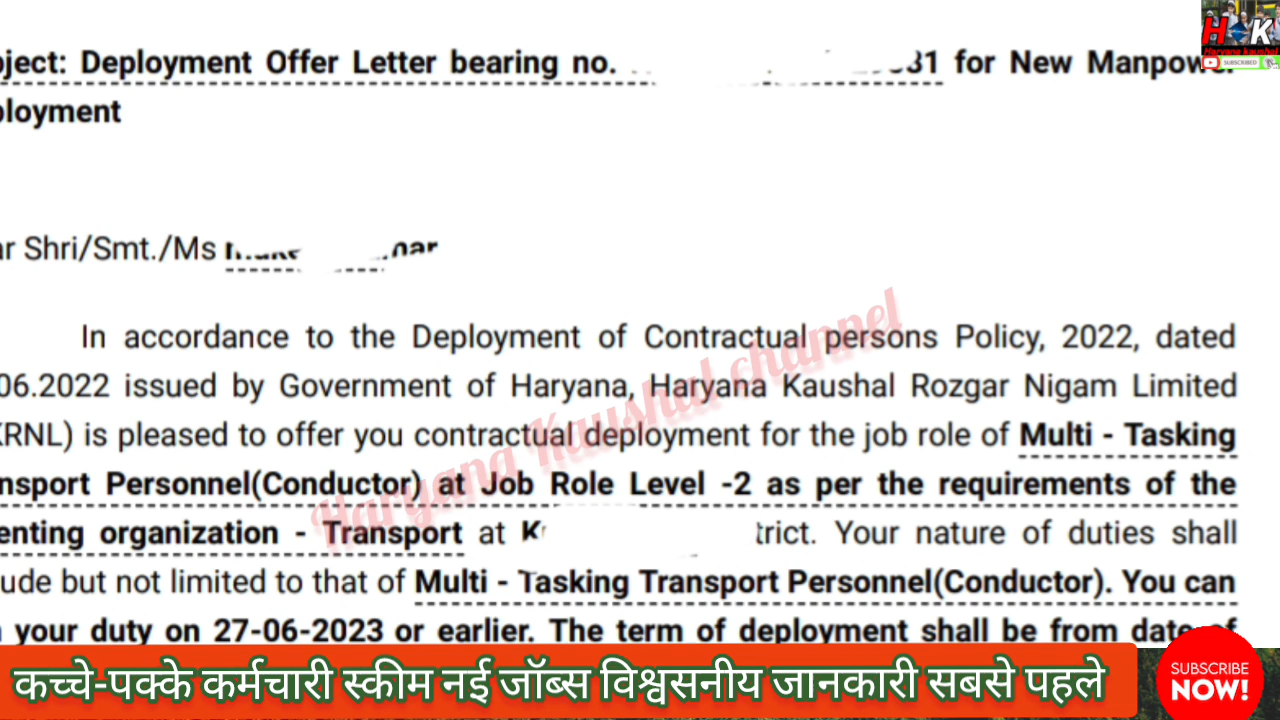 ject: Deployment Offer Letter bearing no. 31 for New Manpower
ployment
r Shri/Smt./Ms
In accordance to the Deployment of Contractual persons Policy, 2022, dated
06.2022 issued by Government of Haryana, Haryana Kaushal Rozgar Nigam Limited
KRNL) is pleased to offer you contractual deployment for the job role of Multi - Tasking
nsport Personnel(Conductor) at Job Role Level -2 as per the requirements of the
enting organization - Transport at K trict. Your nature of duties shall
ude but not limited to that of Multi - Tasking Transport Personnel(Conductor). You can
your duty on 27-06-2023 or earlier. The term of deployment shall be from date of
Haryana Kaushal channel
HK
Haryana kaushal
SUBSCRIBED
कच्चे-पक्के कर्मचारी स्कीम नई जॉब्स विश्वसनीय जानकारी सबसे पहले
SUBSCRIBE
NOW!